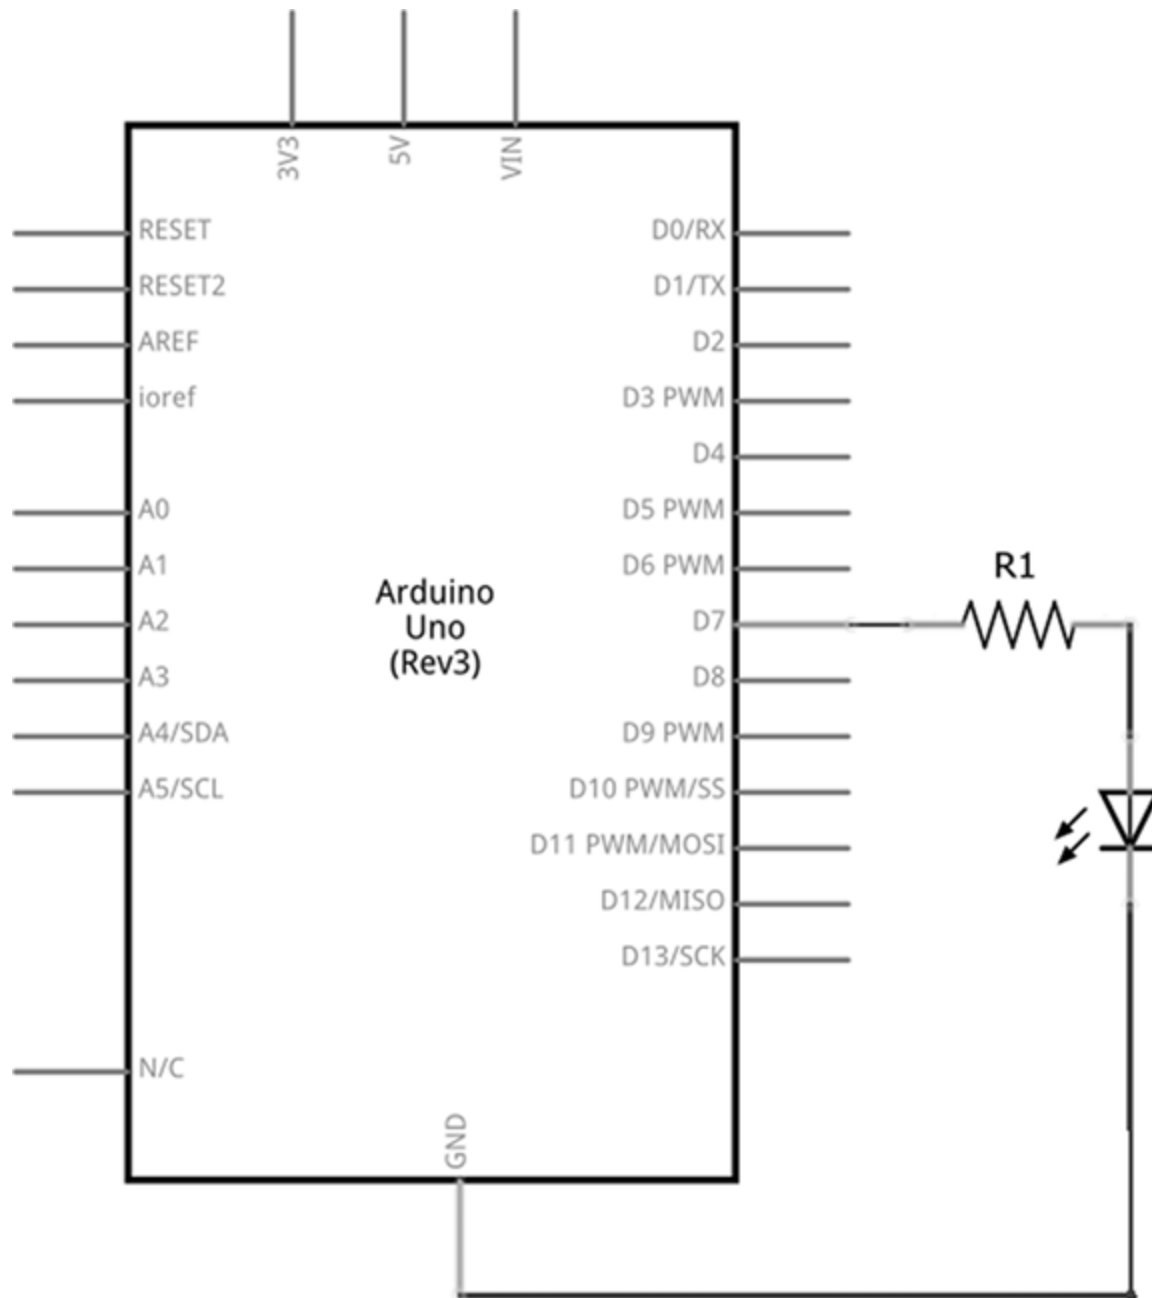 3V3
5V
VIN
RESET
RESET2
AREF
ioref
A0
A1
A2
A3
A4/SDA
A5/SCL
N/C
Arduino
Uno
(Rev3)
D0/RX
D1/TX
D2
D3 PWM
D4
D5 PWM
D6 PWM
D7
D8
D9 PWM
D10 PWM/SS
D11 PWM/MOSI
D12/MISO
D13/SCK
GND
R1